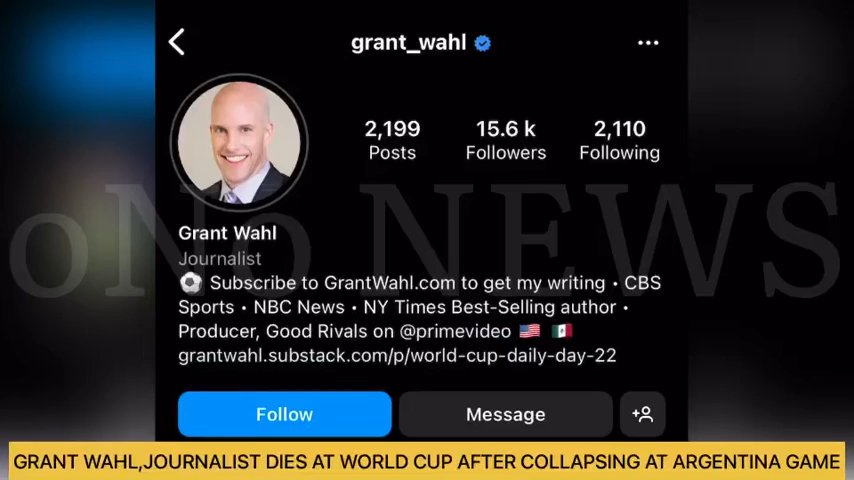 grant_wahl
2,199 15.6 k 2,110
Posts Followers Following
oNo NEWS
Grant Wahl
Journalist
⚽ Subscribe to GrantWahl.com to get my writing • CBS
Sports • NBC News • NY Times Best-Selling author •
Producer, Good Rivals on @primevideo 🇺🇸 🇲🇽
grantwahl.substack.com/p/world-cup-daily-day-22
Follow Message
GRANT WAHL,JOURNALIST DIES AT WORLD CUP AFTER COLLAPSING AT ARGENTINA GAME